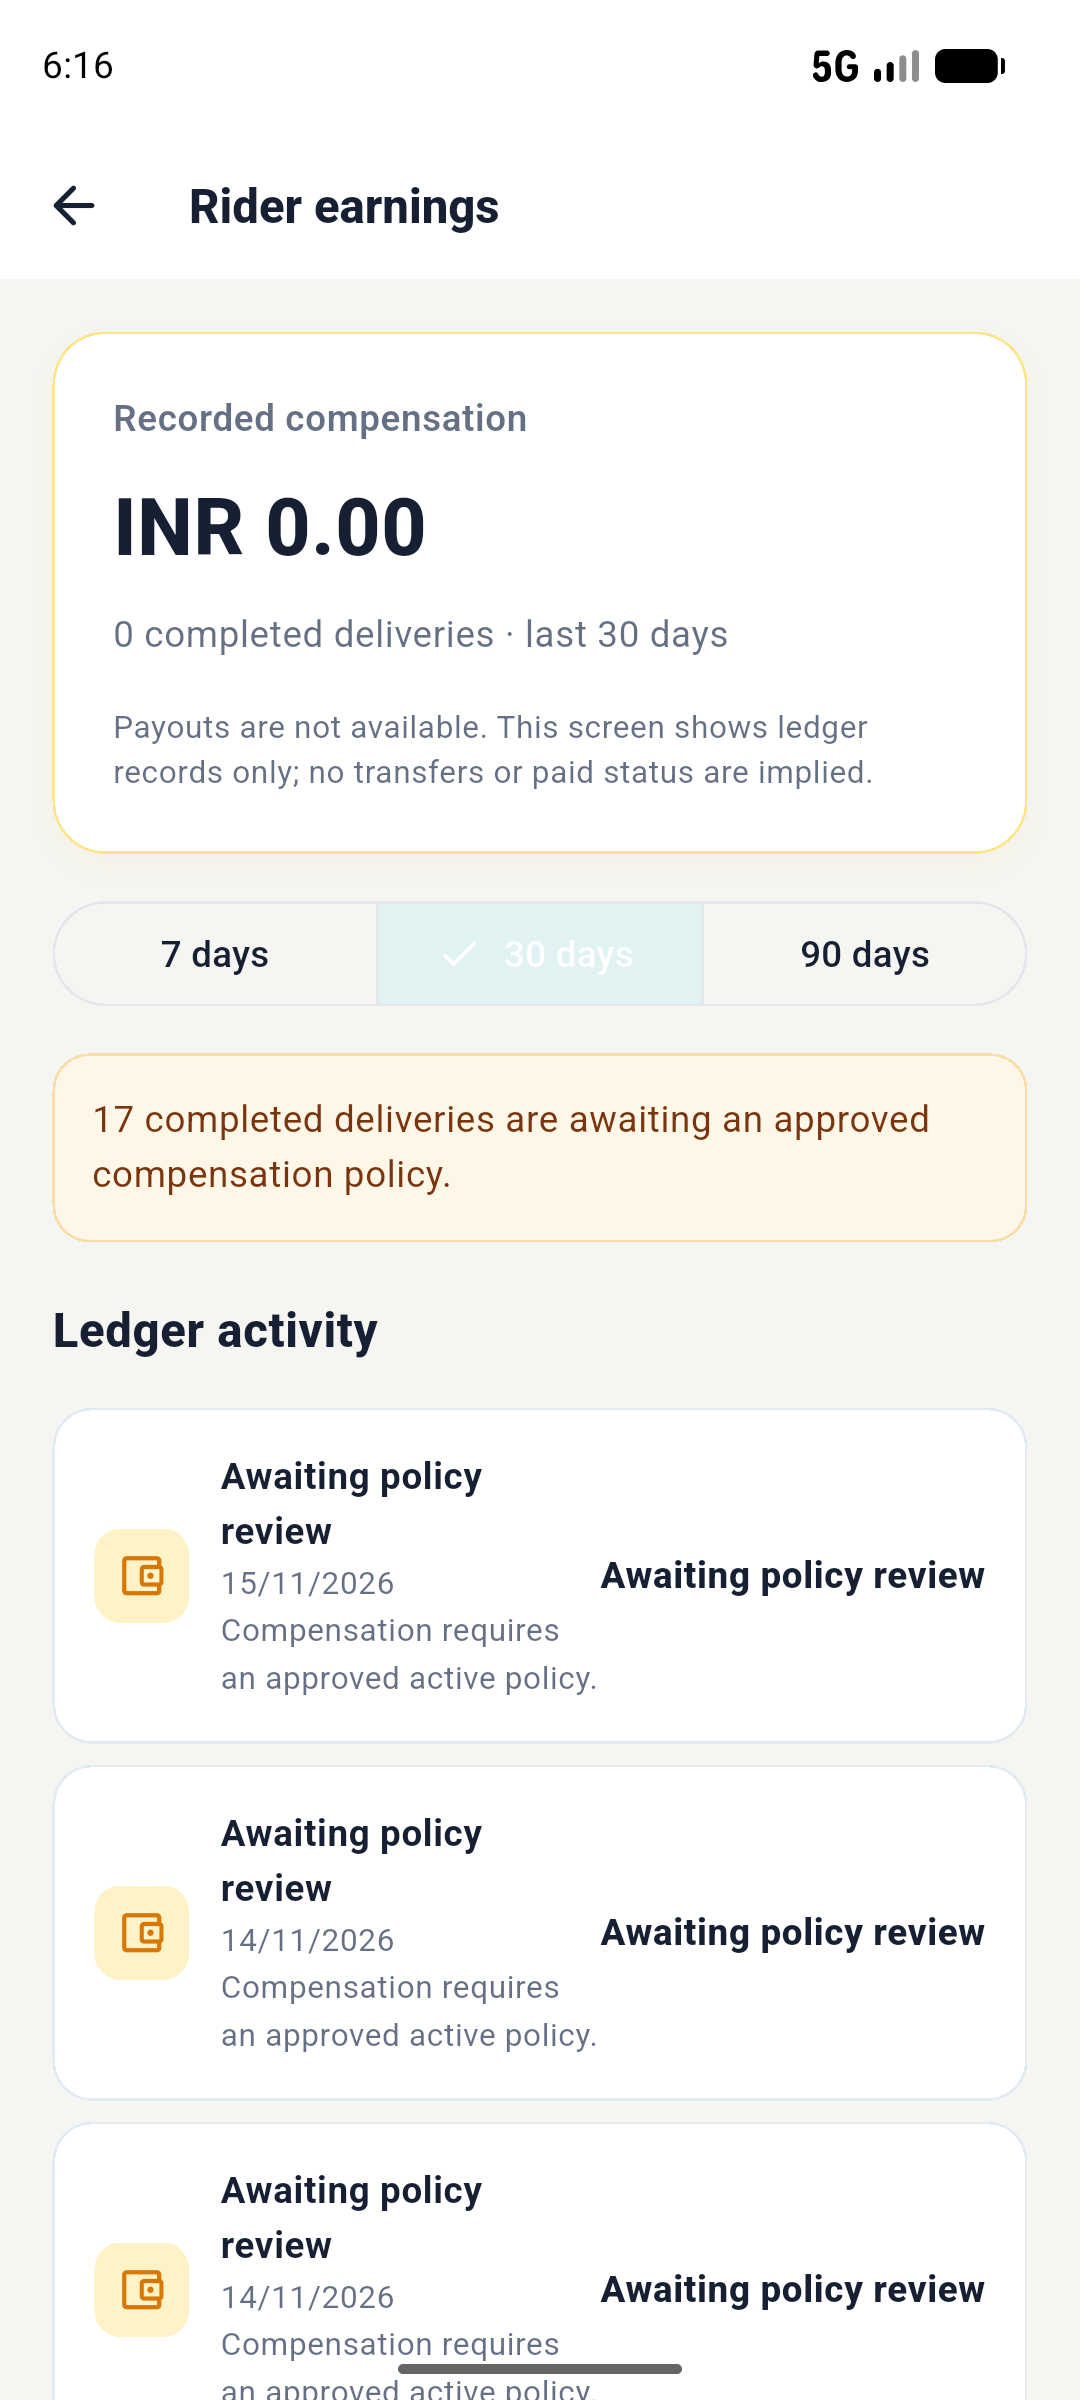 6:16
5G
Rider earnings
Recorded compensation
INR 0.00
0 completed deliveries · last 30 days
Payouts are not available. This screen shows ledger
records only; no transfers or paid status are implied.
7 days
30 days
90 days
17 completed deliveries are awaiting an approved
compensation policy.
Ledger activity
Awaiting policy
review
15/11/2026
Compensation requires
an approved active policy.
Awaiting policy review
Awaiting policy
review
14/11/2026
Compensation requires
an approved active policy.
Awaiting policy review
Awaiting policy
review
14/11/2026
Compensation requires
an approved active policy.
Awaiting policy review